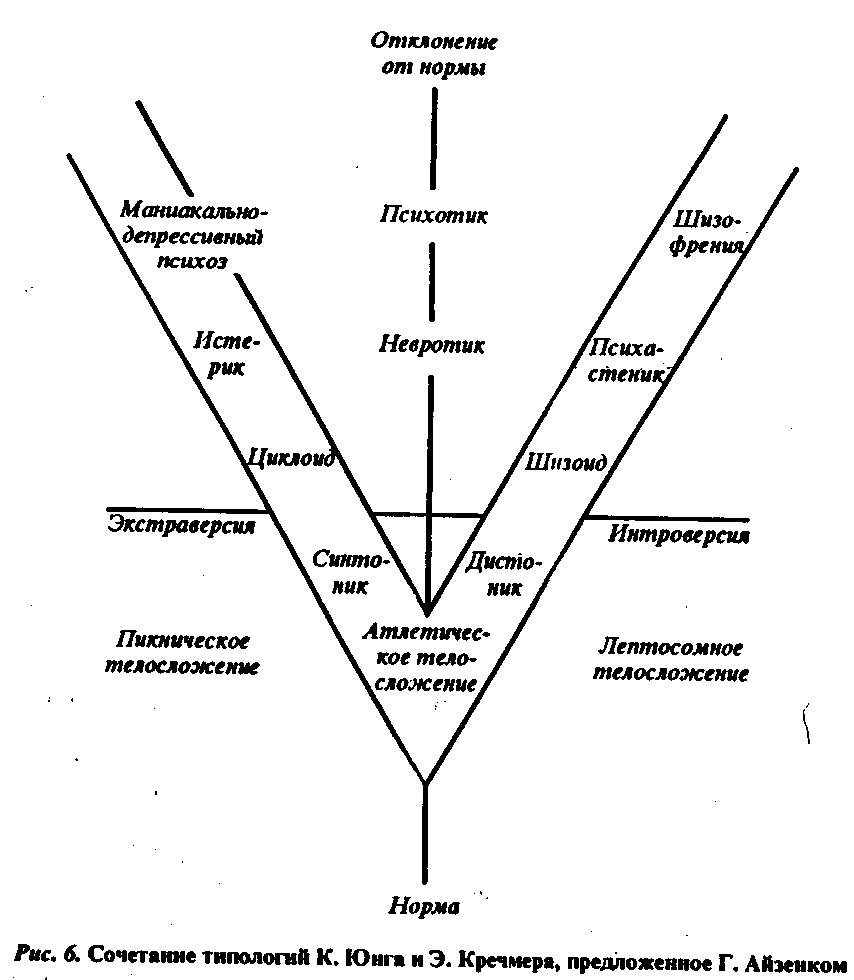 Отклонение
от нормы
Маниакально-
депрессивный
психоз
Психотик
Шизо-
френия
Исте-
рик
Невротик
Психа-
стеник
Циклоид
Шизоид
Экстраверсия
Интроверсия
Синто-
ник
Дисто-
ник
Пикническое
телосложение
Атлетичес-
кое тело-
сложение
Лептосомное
телосложение
Норма
Рис. 6. Сочетание типологий К. Юнга и Э. Кречмера, предложенное Г. Айзенком